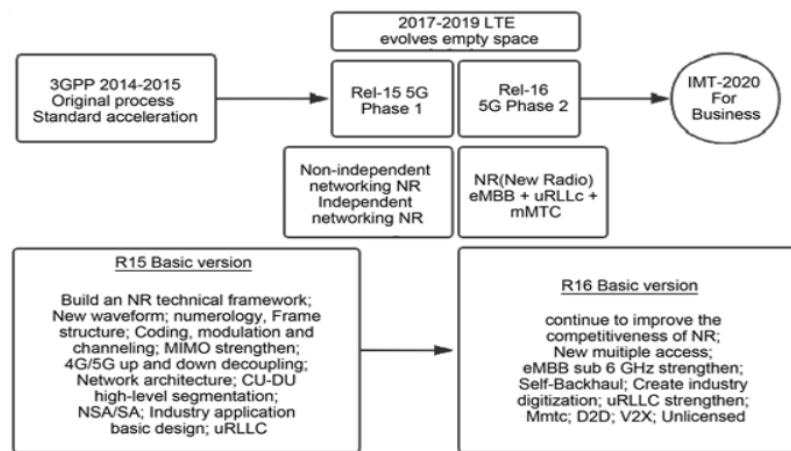 2017-2019 LTE
evolves empty space
3GPP 2014-2015
Original process
Standard acceleration
Rel-15 5G
Phase 1
Rel-16
5G Phase 2
IMT-2020
For
Business
Non-independent
networking NR
Independent
networking NR
NR(New Radio)
eMBB + uRLLc +
mMTC
R15 Basic version
Build an NR technical framework;
New waveform; numerology, Frame
structure; Coding, modulation and
channeling; MIMO strengthen;
4G/5G up and down decoupling;
Network architecture; CU-DU
high-level segmentation;
NSA/SA; Industry application
basic design; uRLLC
R16 Basic version
continue to improve the
competitiveness of NR;
New muitiple access;
eMBB sub 6 GHz strengthen;
Self-Backhaul; Create industry
digitization; uRLLC strengthen;
Mmtc; D2D; V2X; Unlicensed